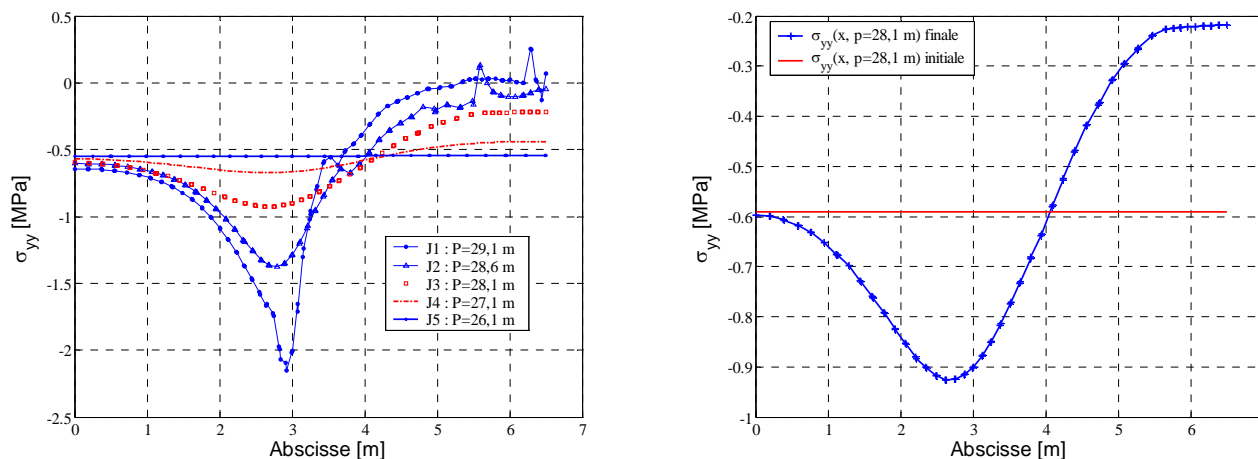 0.5
0
-0.5
-1
-1.5
-2
-2.5
σyy [MPa]
0 1 2 3 4 5 6 7
Abscisse [m]
J1 : P=29,1 m
J2 : P=28,6 m
J3 : P=28,1 m
J4 : P=27,1 m
J5 : P=26,1 m
-0.2
-0.3
-0.4
-0.5
-0.6
-0.7
-0.8
-0.9
-1
σyy [MPa]
0 1 2 3 4 5 6
Abscisse [m]
σyy(x, p=28,1 m) finale
σyy(x, p=28,1 m) initiale